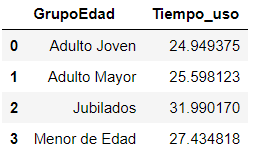 GrupoEdad Tiempo_uso
0 Adulto Joven 24.949375
1 Adulto Mayor 25.598123
2 Jubilados 31.990170
3 Menor de Edad 27.434818